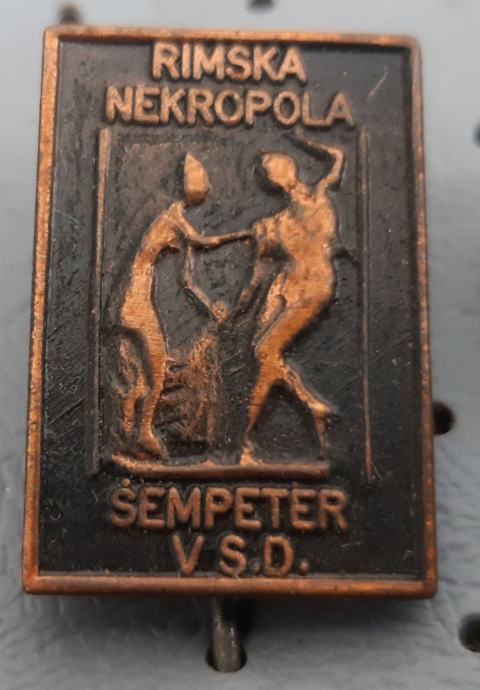 RIMSKA
NEKROPOLA
ŠEMPETER
V S.D.